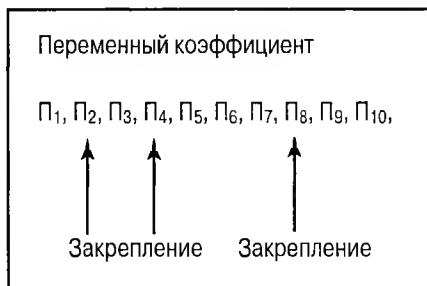 Переменный коэффициент
П₁, П₂, П₃, П₄, П₅, П₆, П₇, П₈, П₉, П₁₀,
Закрепление Закрепление